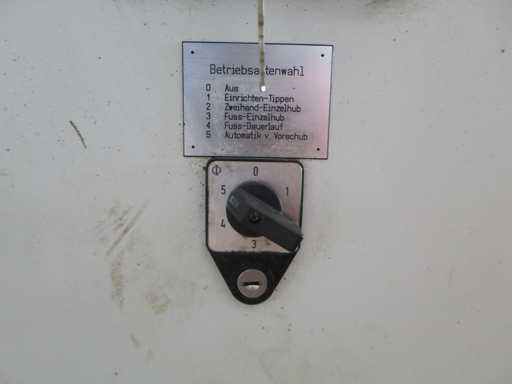 Betriebsartenwahl
0 Aus
1 Einrichten-Tippen
2 Zweihand-Einzelhub
3 Fuss-Einzelhub
4 Fuss-Dauerlauf
5 Automatik v. Vorschub
0
5 1
4
3